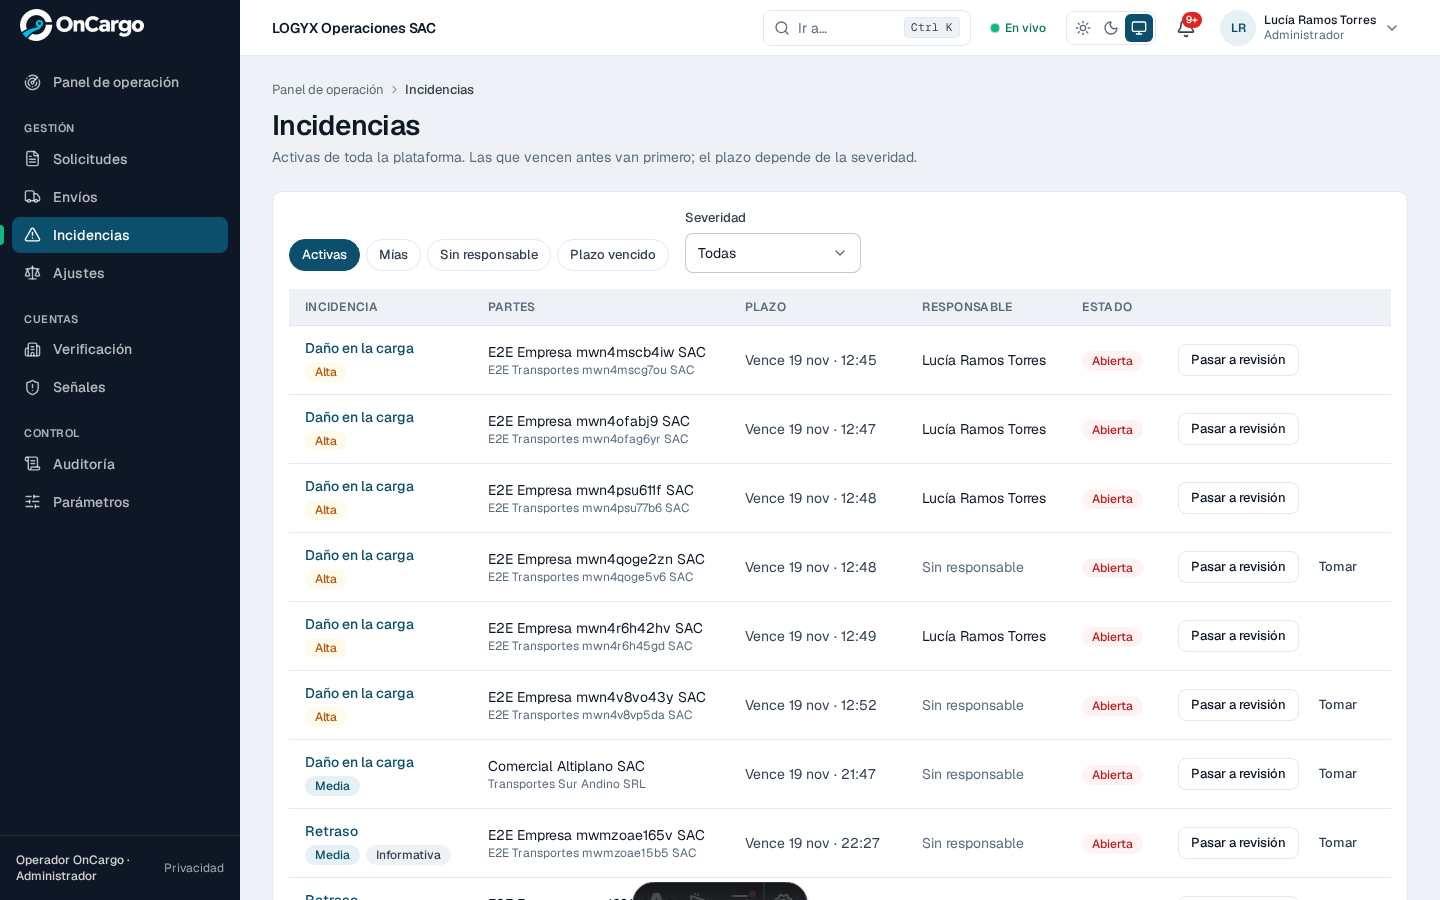 OnCargo
LOGYX Operaciones SAC
Ir a...
Ctrl K
En vivo
9+
LR
Lucía Ramos Torres
Administrador
Panel de operación
GESTIÓN
Solicitudes
Envíos
Incidencias
Ajustes
CUENTAS
Verificación
Señales
CONTROL
Auditoría
Parámetros
Operador OnCargo ·
Administrador
Privacidad
Panel de operación > Incidencias
Incidencias
Activas de toda la plataforma. Las que vencen antes van primero; el plazo depende de la severidad.
Severidad
Activas Mías Sin responsable Plazo vencido Todas
INCIDENCIA PARTES PLAZO RESPONSABLE ESTADO
Daño en la carga
Alta
E2E Empresa mwn4mscb4iw SAC
E2E Transportes mwn4mscg7ou SAC
Vence 19 nov · 12:45
Lucía Ramos Torres
Abierta
Pasar a revisión
Daño en la carga
Alta
E2E Empresa mwn4ofabj9 SAC
E2E Transportes mwn4ofag6yr SAC
Vence 19 nov · 12:47
Lucía Ramos Torres
Abierta
Pasar a revisión
Daño en la carga
Alta
E2E Empresa mwn4psu611f SAC
E2E Transportes mwn4psu77b6 SAC
Vence 19 nov · 12:48
Lucía Ramos Torres
Abierta
Pasar a revisión
Daño en la carga
Alta
E2E Empresa mwn4qoge2zn SAC
E2E Transportes mwn4qoge5v6 SAC
Vence 19 nov · 12:48
Sin responsable
Abierta
Pasar a revisión
Tomar
Daño en la carga
Alta
E2E Empresa mwn4r6h42hv SAC
E2E Transportes mwn4r6h45gd SAC
Vence 19 nov · 12:49
Lucía Ramos Torres
Abierta
Pasar a revisión
Daño en la carga
Alta
E2E Empresa mwn4v8vo43y SAC
E2E Transportes mwn4v8vp5da SAC
Vence 19 nov · 12:52
Sin responsable
Abierta
Pasar a revisión
Tomar
Daño en la carga
Media
Comercial Altiplano SAC
Transportes Sur Andino SRL
Vence 19 nov · 21:47
Sin responsable
Abierta
Pasar a revisión
Tomar
Retraso
Media Informativa
E2E Empresa mwmzoae165v SAC
E2E Transportes mwmzoae15b5 SAC
Vence 19 nov · 22:27
Sin responsable
Abierta
Pasar a revisión
Tomar
Retraso